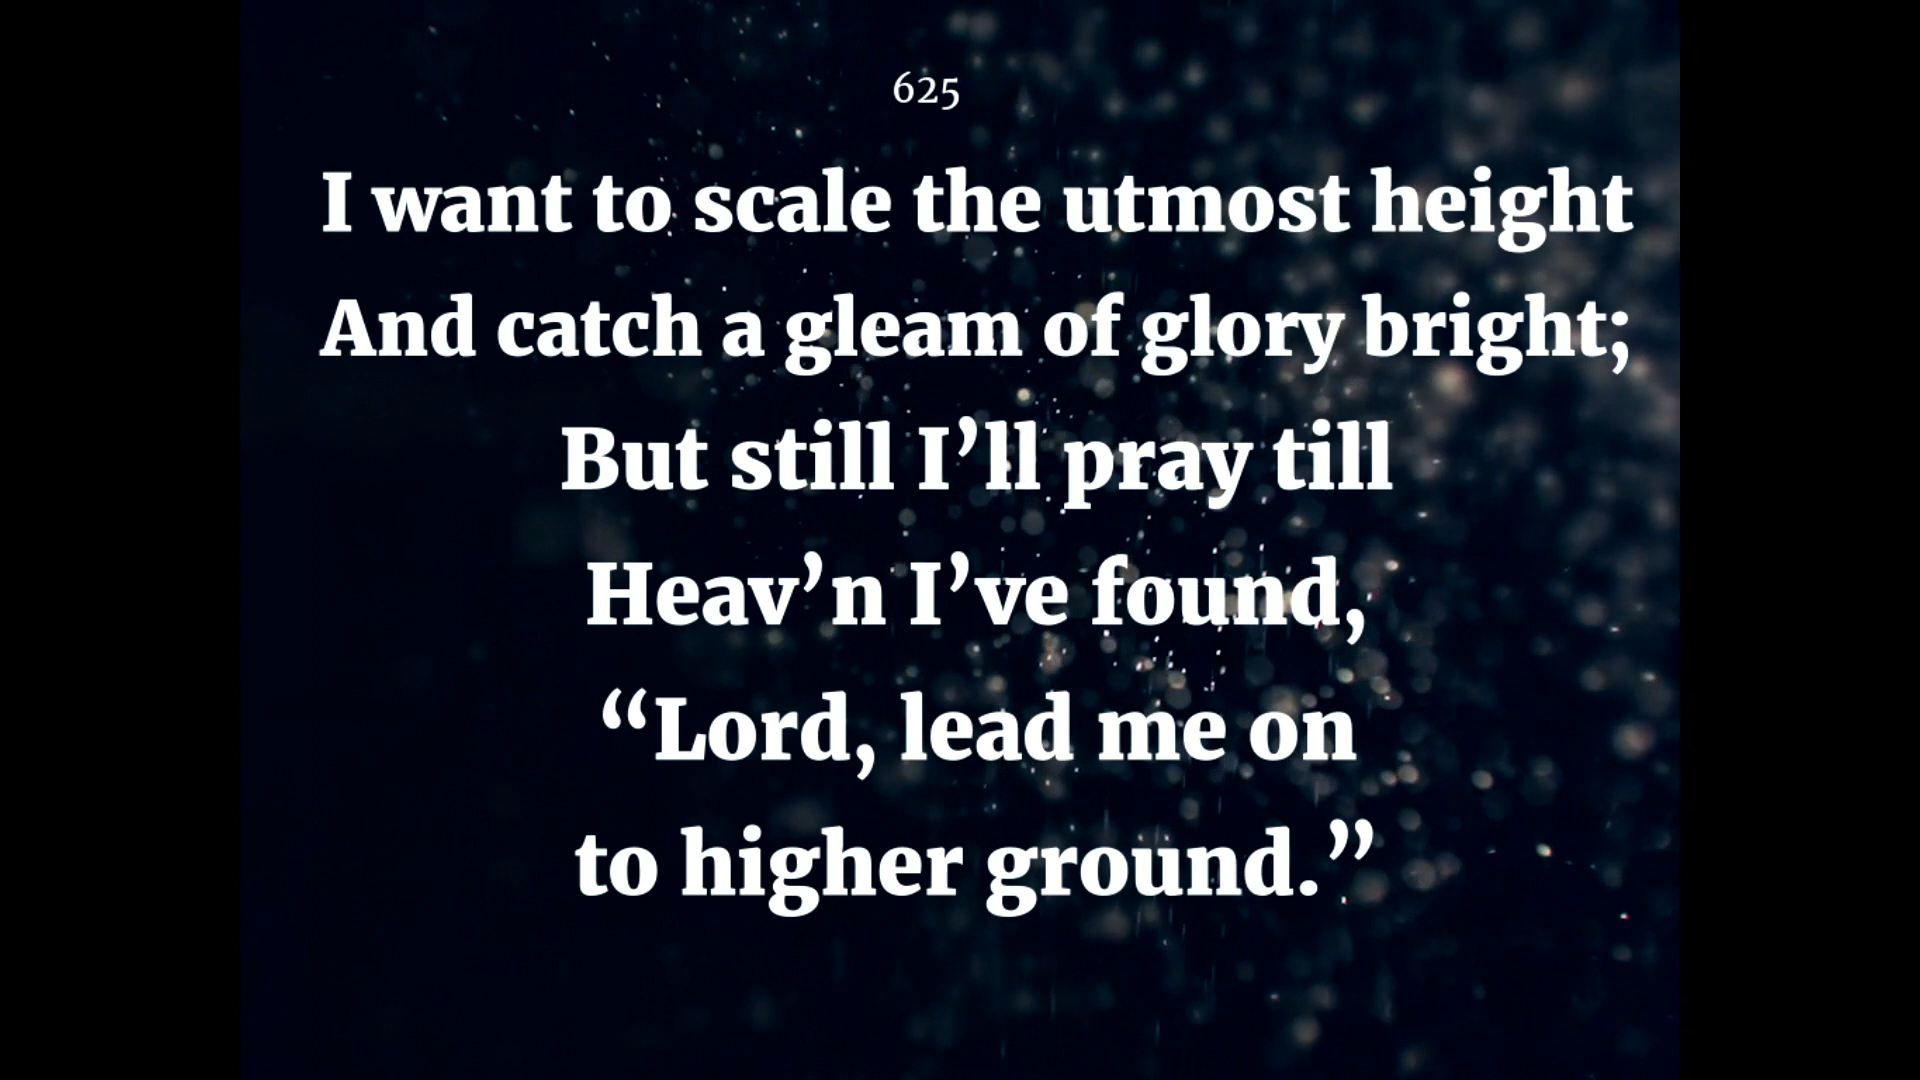 625
I want to scale the utmost height
And catch a gleam of glory bright;
But still I’ll pray till
Heav’n I’ve found,
“Lord, lead me on
to higher ground.”